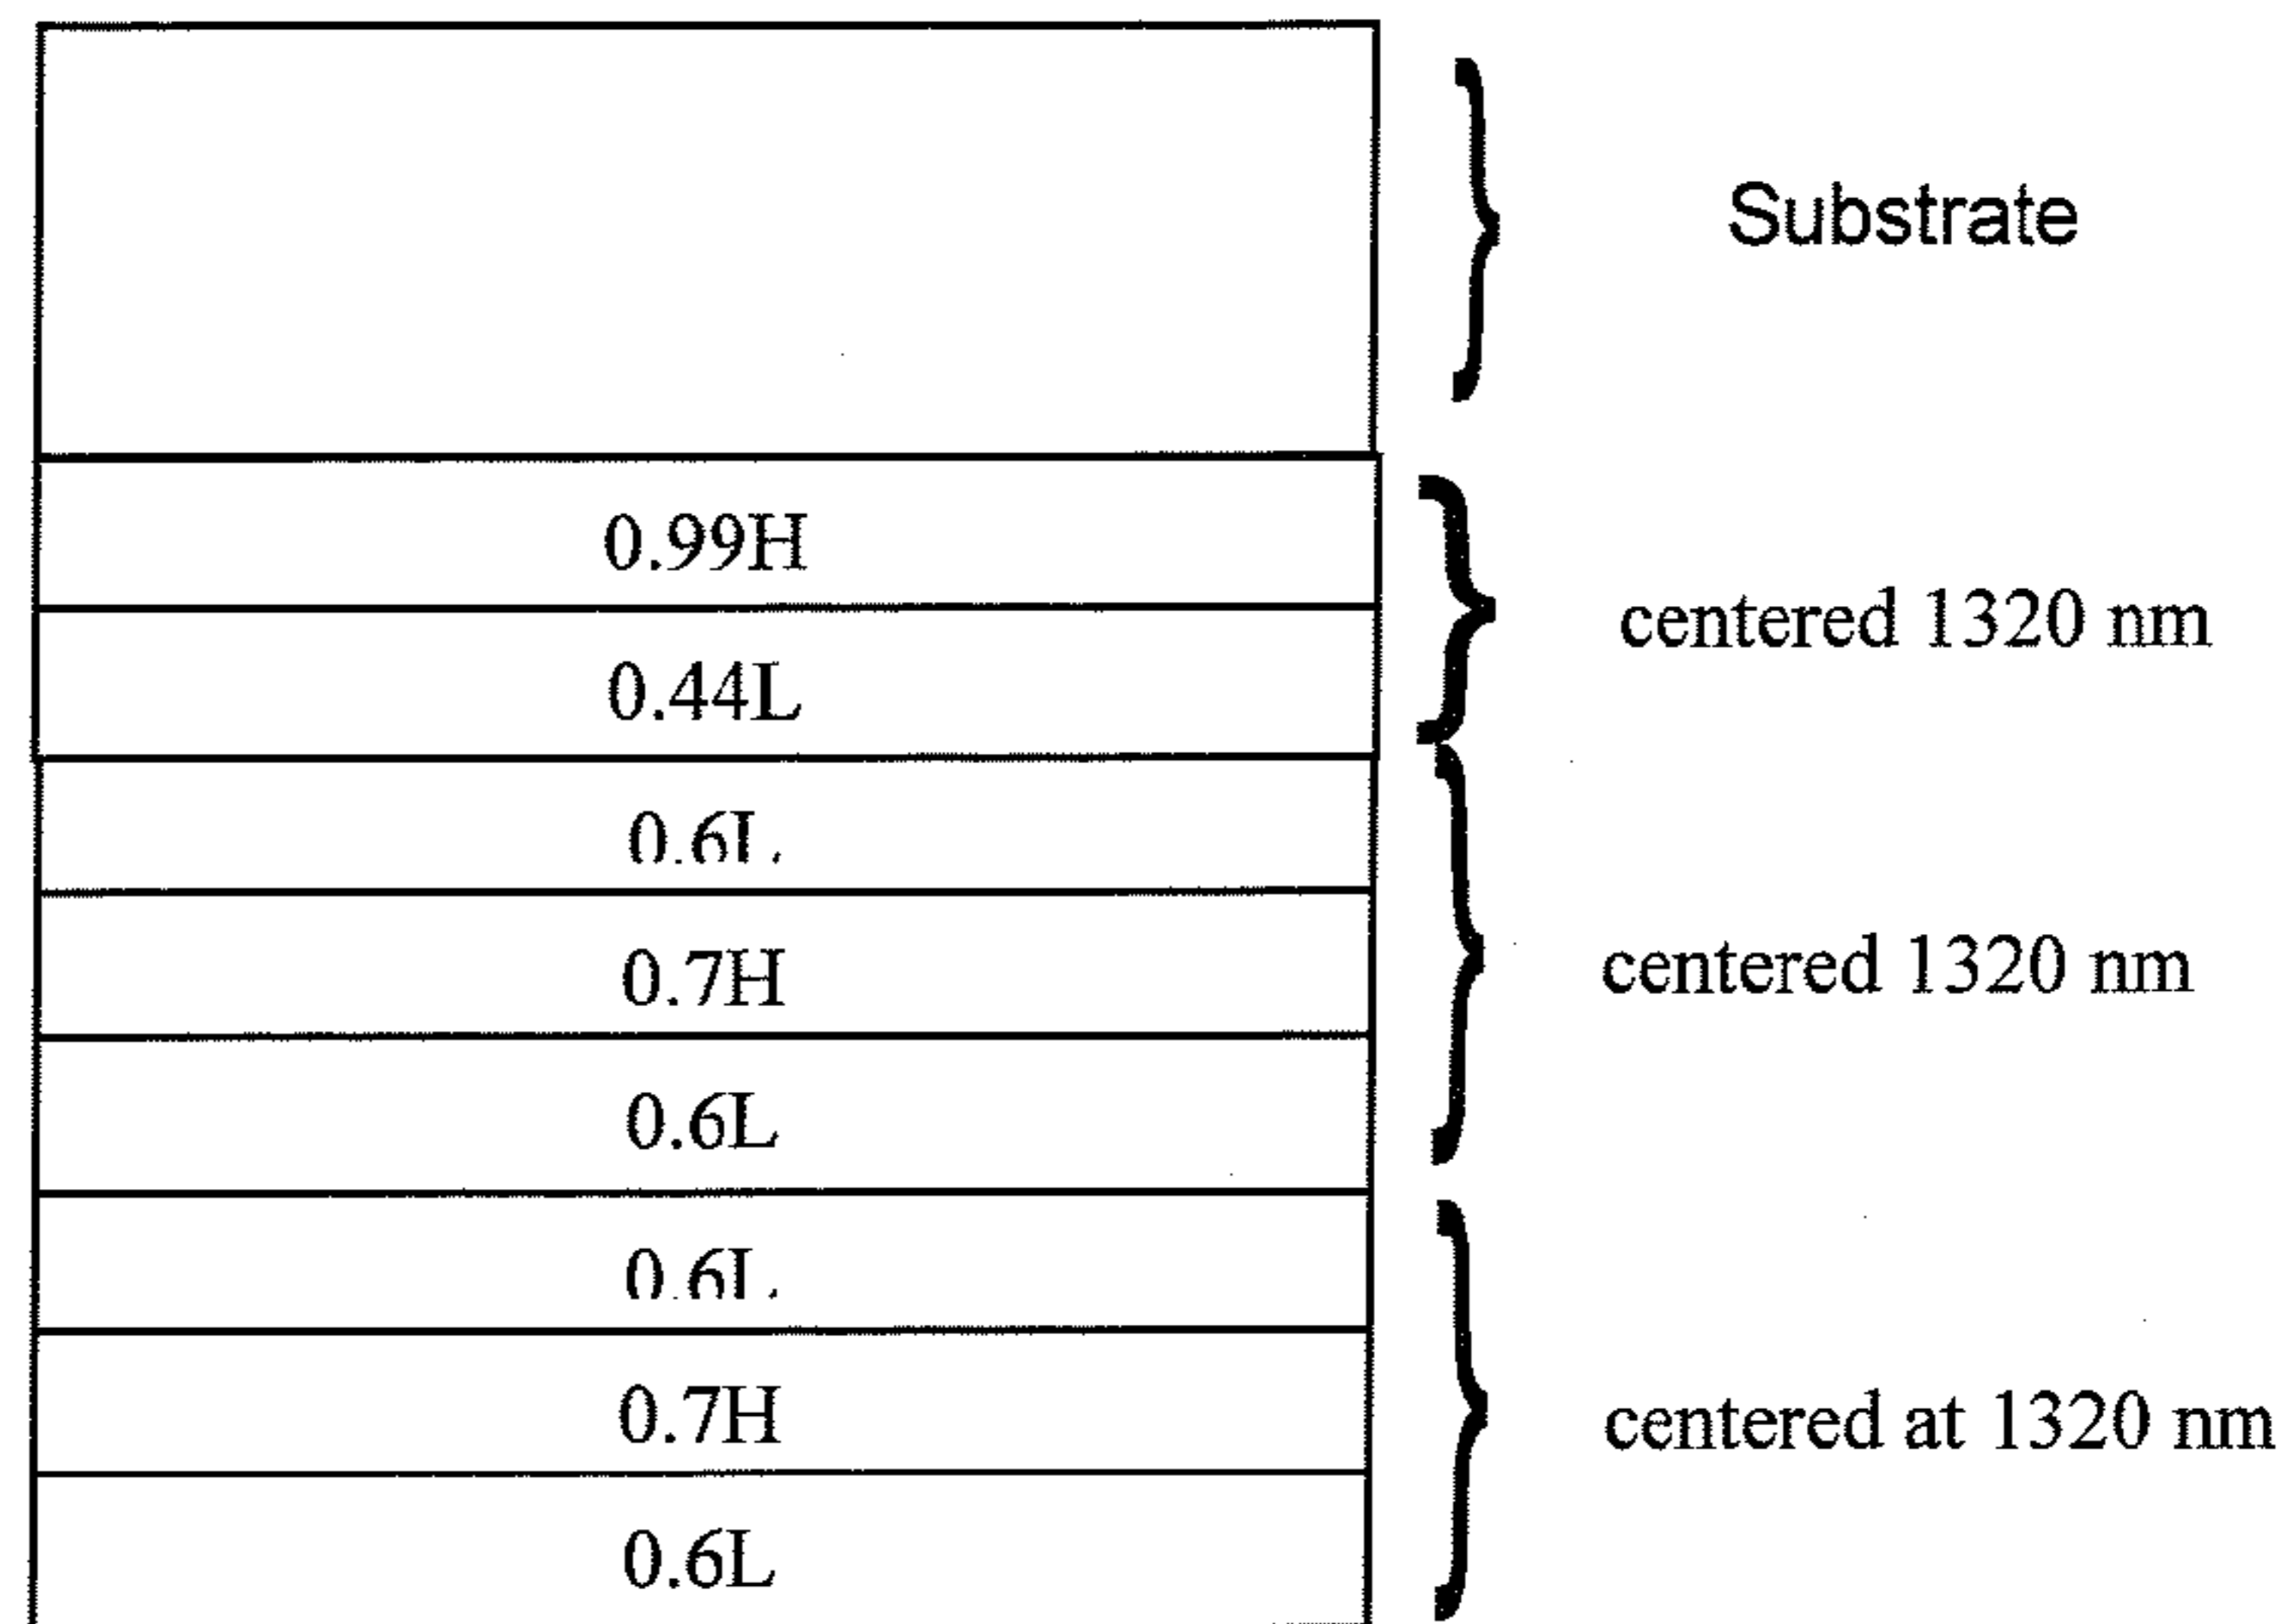 Substrate
0.99H
0.44L
centered 1320 nm
0.6L
0.7H
centered 1320 nm
0.6L
0.6L
0.7H
centered at 1320 nm
0.6L